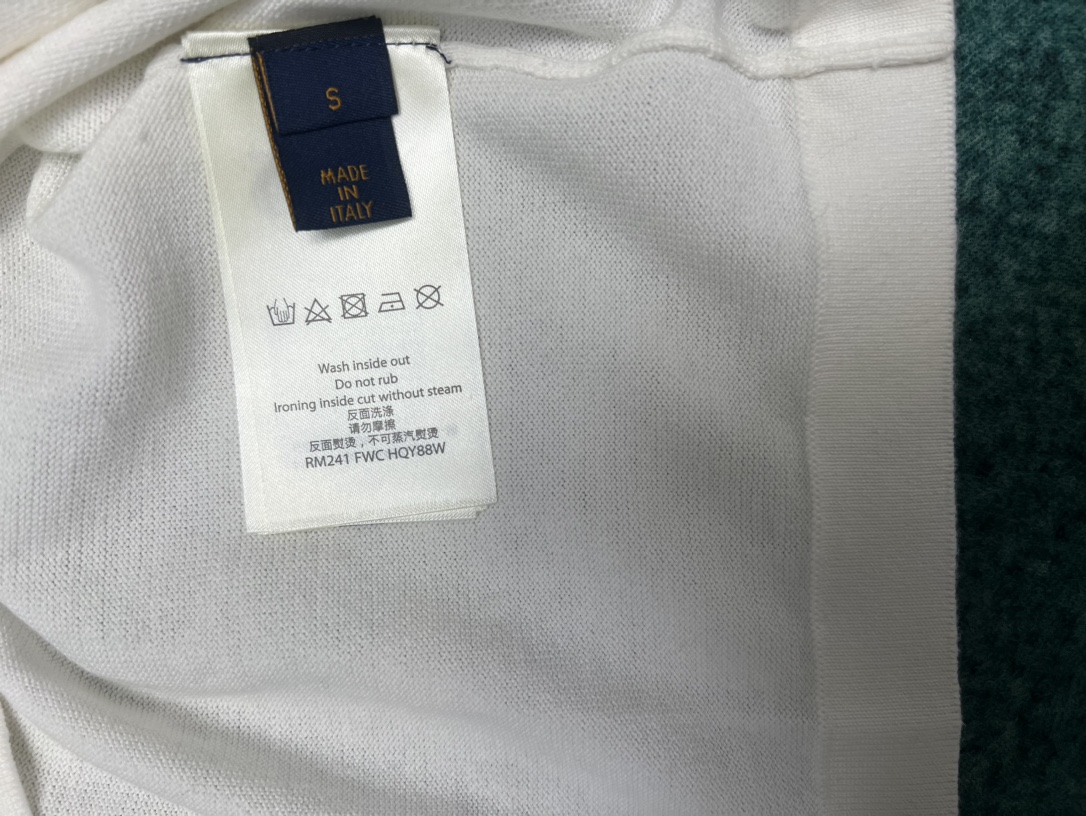 S
MADE
IN
ITALY
Wash inside out
Do not rub
Ironing inside cut without steam
反面洗涤
请勿摩擦
反面熨烫，不可蒸汽熨烫
RM241 FWC HQY88W